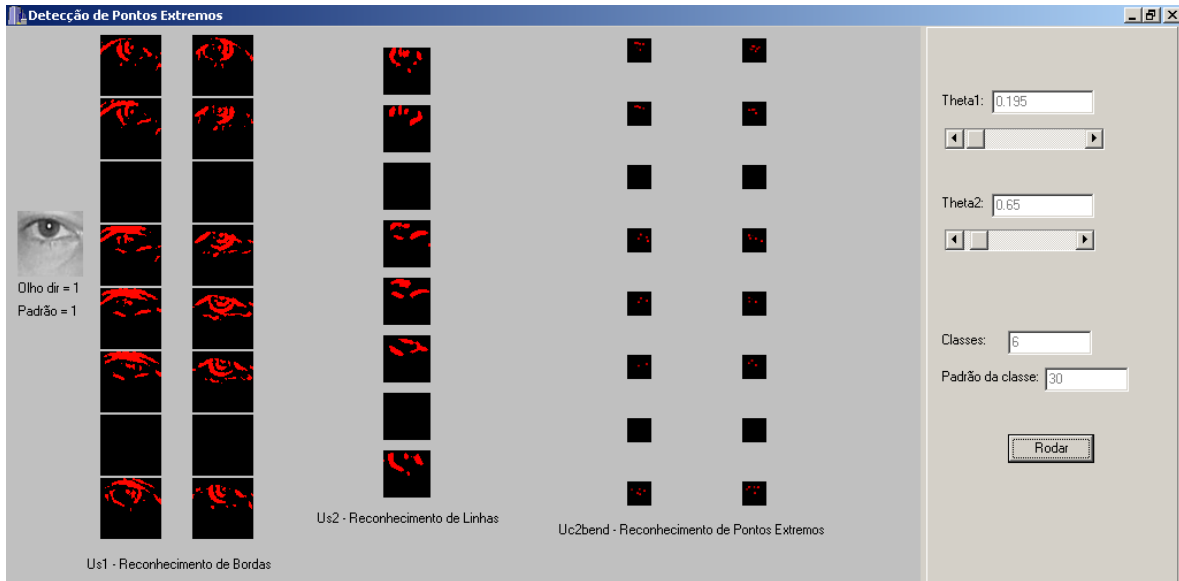 Detecção de Pontos Extremos
Olho dir = 1
Padrão = 1
Us1 - Reconhecimento de Bordas
Us2 - Reconhecimento de Linhas
Uc2bend - Reconhecimento de Pontos Extremos
Theta1: 0.195
Theta2: 0.65
Classes: 6
Padrão da classe: 30
Rodar